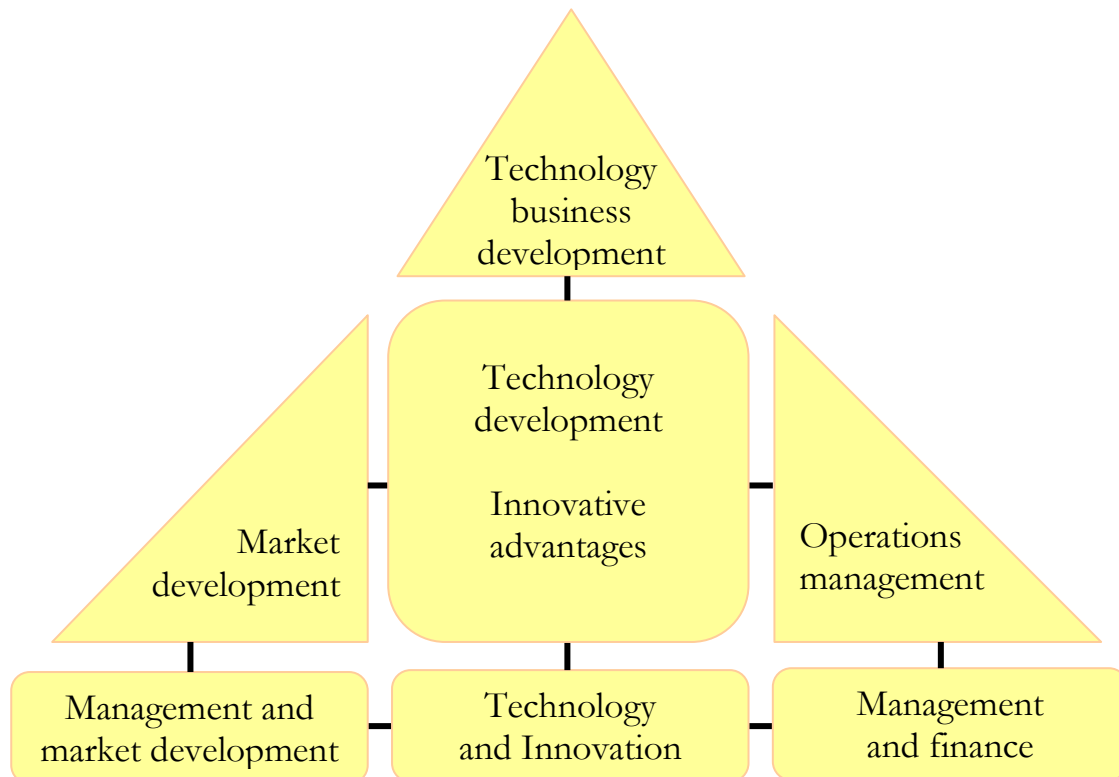 Technology
business
development
Technology
development
Innovative
advantages
Market
development
Operations
management
Management and
market development
Technology
and Innovation
Management
and finance